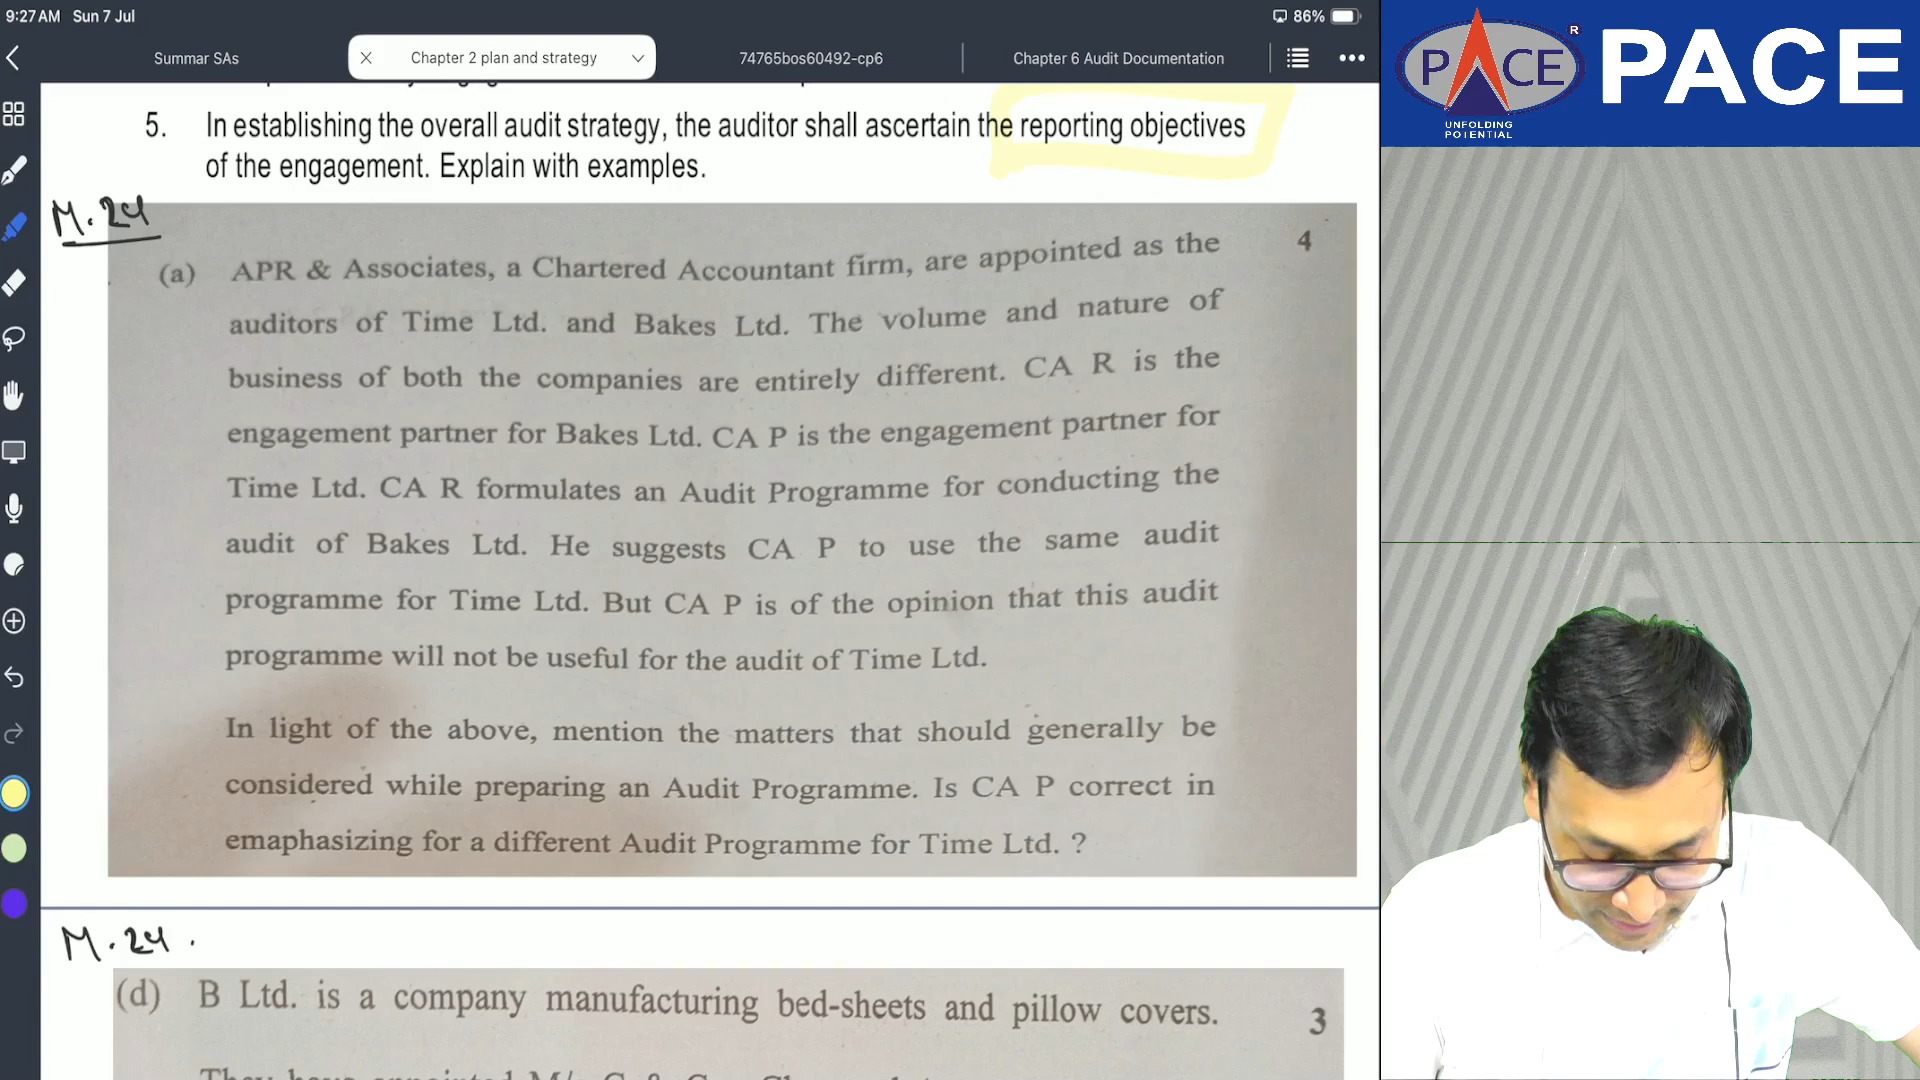 9:27 AM Sun 7 Jul
86%
Summar SAs
Chapter 2 plan and strategy
74765bos60492-cp6
Chapter 6 Audit Documentation
PACE
UNFOLDING
POTENTIAL
R
PACE
5. In establishing the overall audit strategy, the auditor shall ascertain the reporting objectives
of the engagement. Explain with examples.
M.24
(a) APR & Associates, a Chartered Accountant firm, are appointed as the 4
auditors of Time Ltd. and Bakes Ltd. The volume and nature of
business of both the companies are entirely different. CA R is the
engagement partner for Bakes Ltd. CA P is the engagement partner for
Time Ltd. CA R formulates an Audit Programme for conducting the
audit of Bakes Ltd. He suggests CA P to use the same audit
programme for Time Ltd. But CA P is of the opinion that this audit
programme will not be useful for the audit of Time Ltd.
In light of the above, mention the matters that should generally be
considered while preparing an Audit Programme. Is CA P correct in
emaphasizing for a different Audit Programme for Time Ltd. ?
M.24.
(d) B Ltd. is a company manufacturing bed-sheets and pillow covers. 3